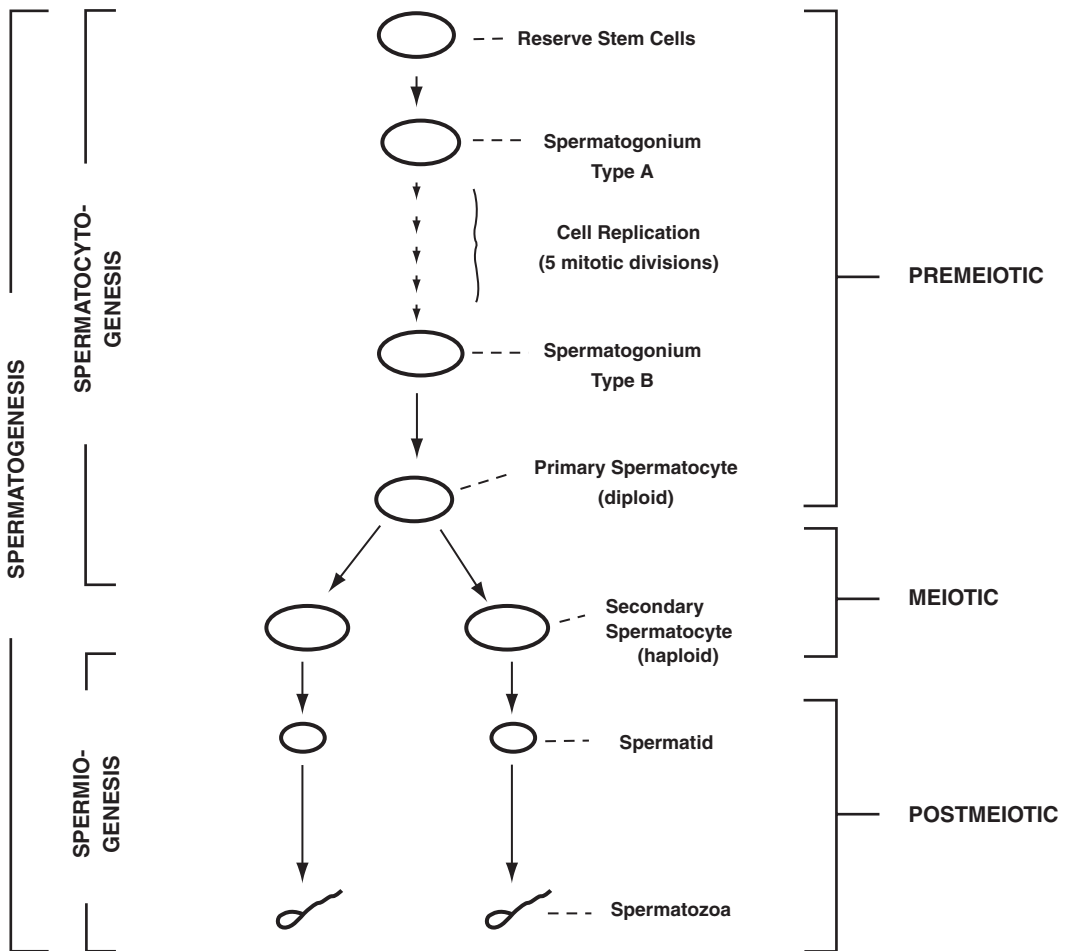 Reserve Stem Cells
Spermatogonium
Type A
Cell Replication
(5 mitotic divisions)
PREMEIOTIC
SPERMATOCYTO-
GENESIS
Spermatogonium
Type B
SPERMATOGENESIS
Primary Spermatocyte
(diploid)
MEIOTIC
Secondary
Spermatocyte
(haploid)
Spermatid
SPERMIO-
GENESIS
POSTMEIOTIC
Spermatozoa